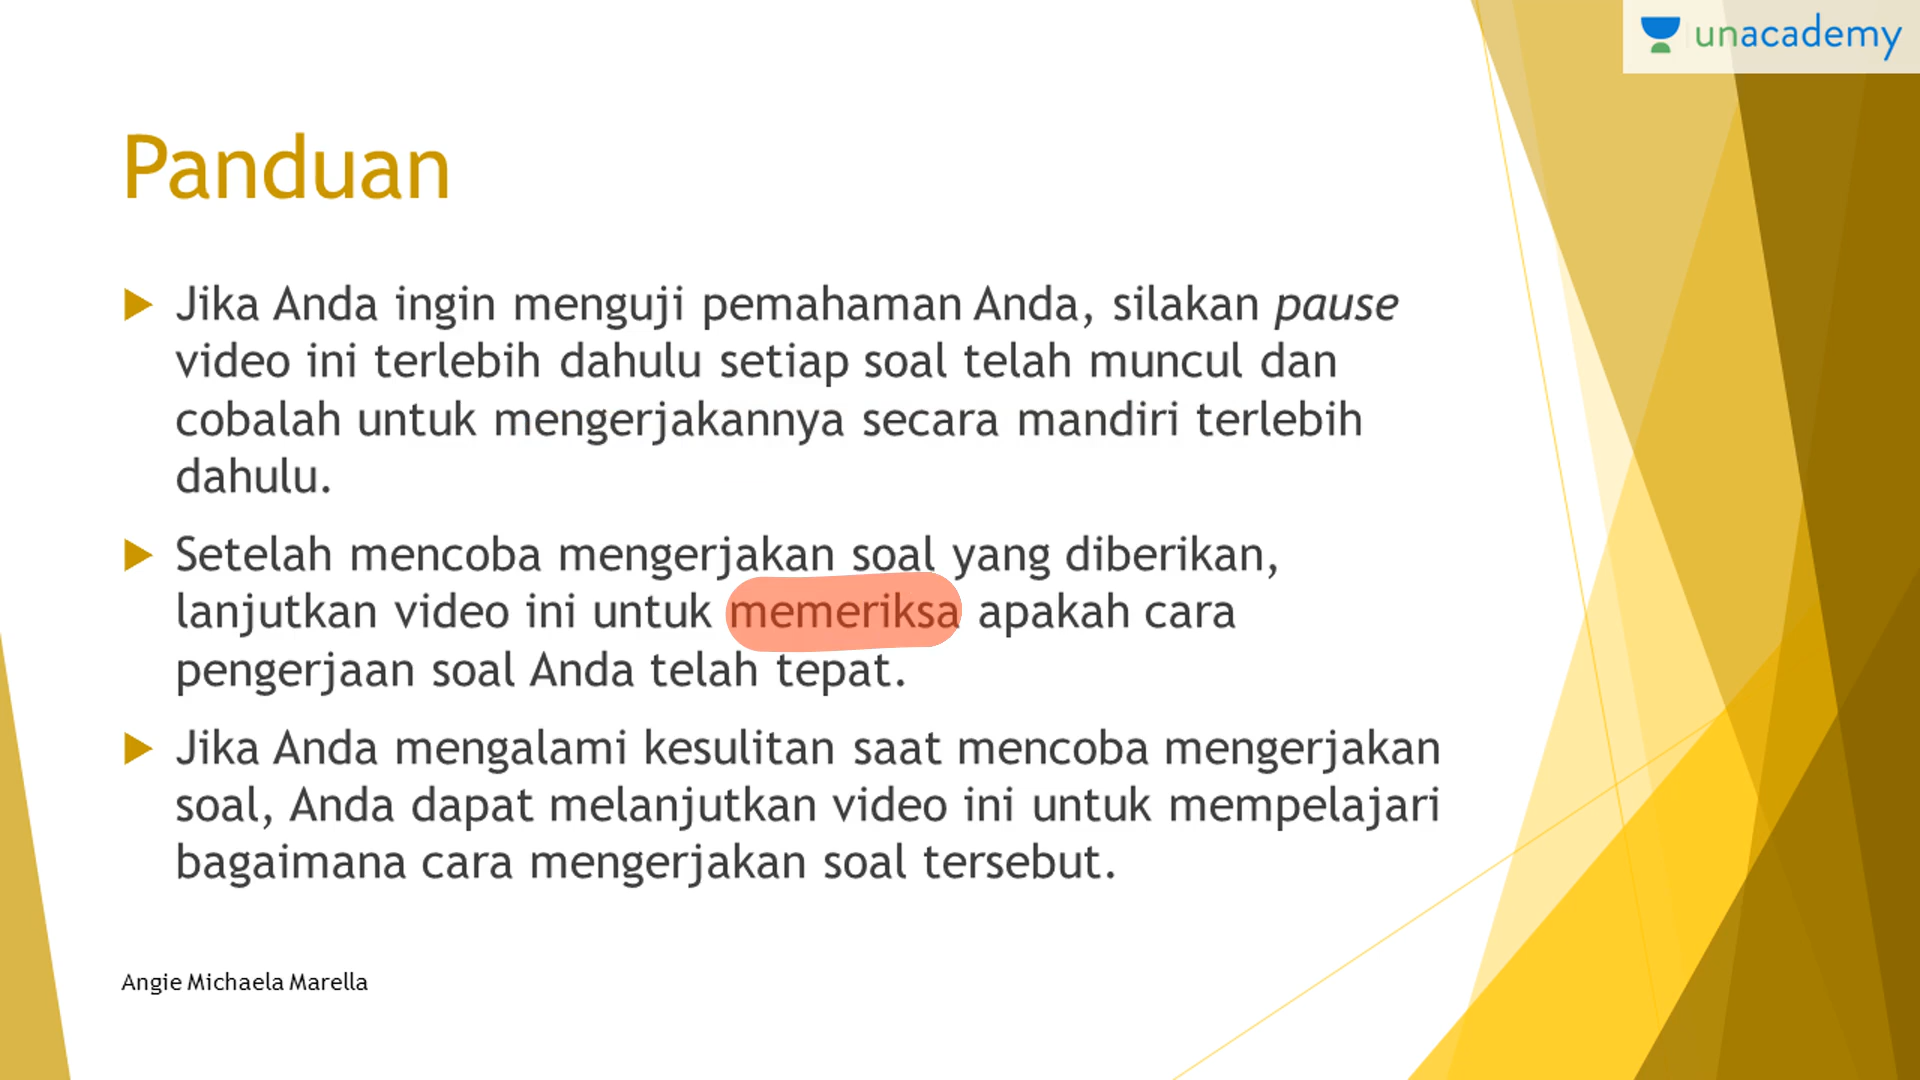 unacademy
Panduan
Jika Anda ingin menguji pemahaman Anda, silakan pause
video ini terlebih dahulu setiap soal telah muncul dan
cobalah untuk mengerjakannya secara mandiri terlebih
dahulu.
Setelah mencoba mengerjakan soal yang diberikan,
lanjutkan video ini untuk memeriksa apakah cara
pengerjaan soal Anda telah tepat.
Jika Anda mengalami kesulitan saat mencoba mengerjakan
soal, Anda dapat melanjutkan video ini untuk mempelajari
bagaimana cara mengerjakan soal tersebut.
Angie Michaela Marella